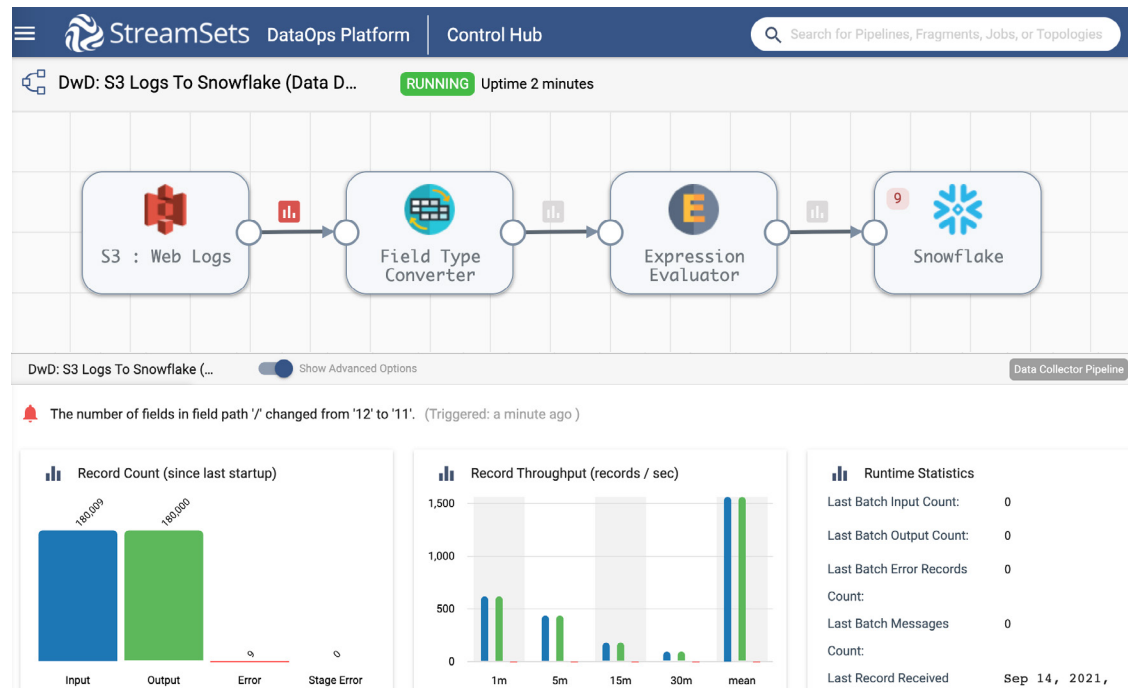 StreamSets DataOps Platform Control Hub Search for Pipelines, Fragments, Jobs, or Topologies
DwD: S3 Logs To Snowflake (Data D... RUNNING Uptime 2 minutes
9
S3 : Web Logs
Field Type
Converter
E
Expression
Evaluator
Snowflake
DwD: S3 Logs To Snowflake (... Show Advanced Options Data Collector Pipeline
The number of fields in field path '/' changed from '12' to '11'. (Triggered: a minute ago )
Record Count (since last startup)
180,009
180,000
9
0
Input Output Error Stage Error
Record Throughput (records / sec)
1,500
1,000
500
0
1m 5m 15m 30m mean
Runtime Statistics
Last Batch Input Count: 0
Last Batch Output Count: 0
Last Batch Error Records 0
Count:
Last Batch Messages 0
Count:
Last Record Received Sep 14, 2021,